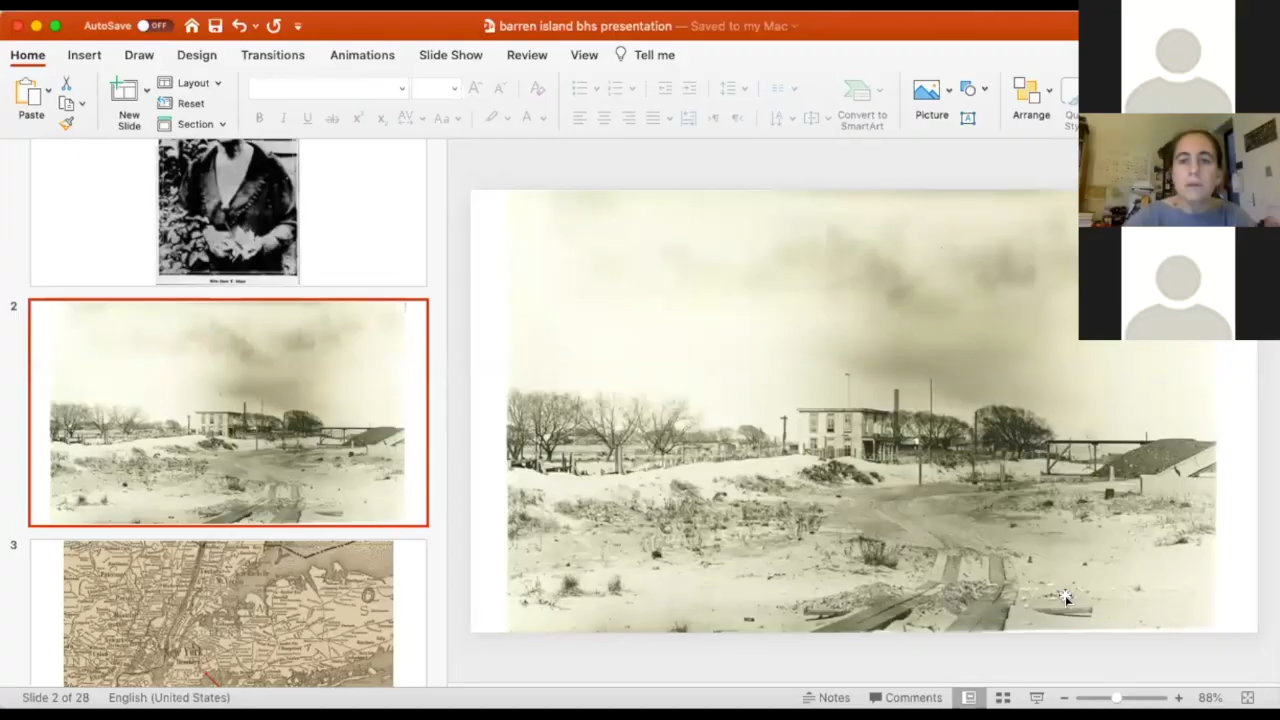 AutoSave OFF
barren island bhs presentation — Saved to my Mac
Home Insert Draw Design Transitions Animations Slide Show Review View Tell me
Paste
New Slide
Layout
Reset
Section
B I U
Aa
A
Convert to SmartArt
Picture
Arrange
2
3
York
Slide 2 of 28 English (United States)
Notes Comments
88%